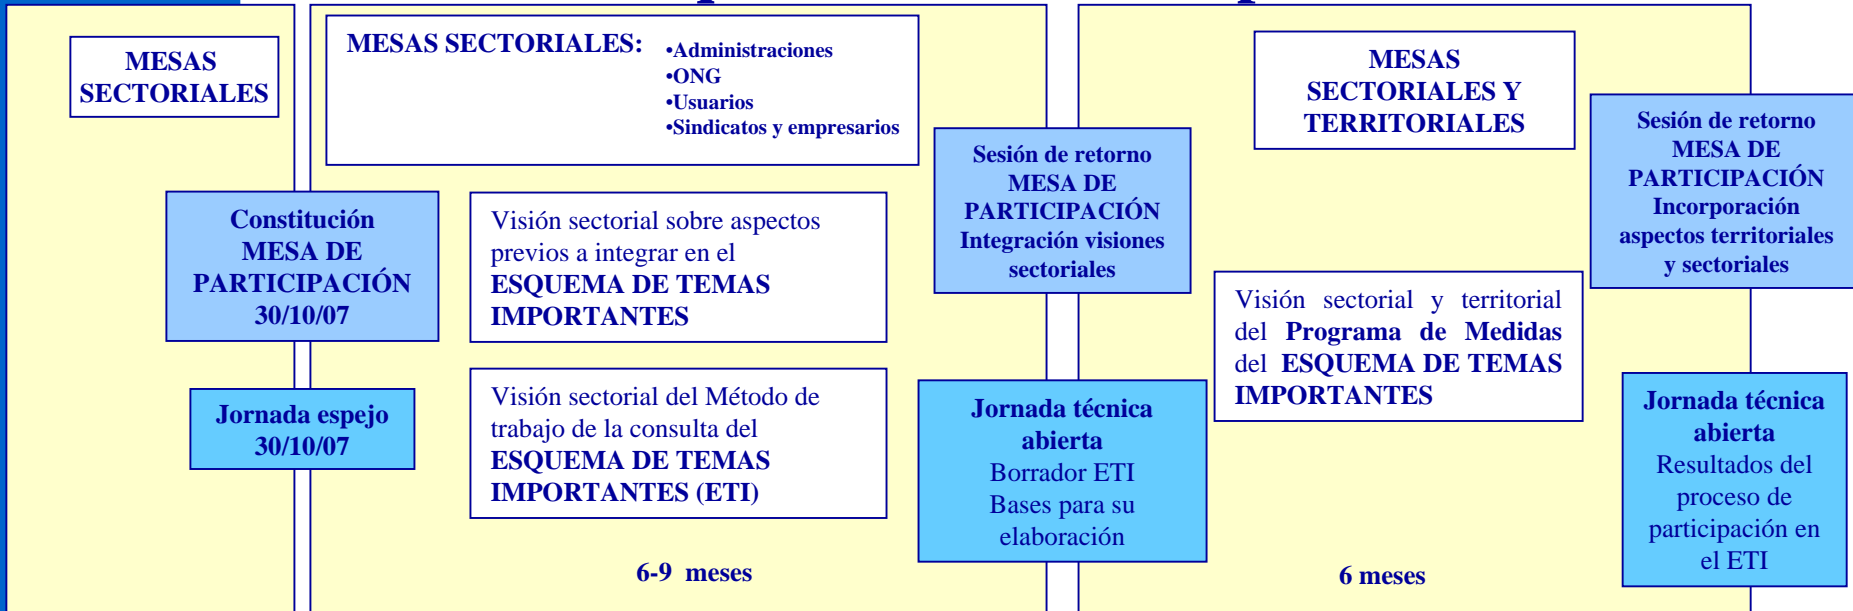 MESAS
SECTORIALES
Constitución
MESA DE
PARTICIPACIÓN
30/10/07
Jornada espejo
30/10/07
MESAS SECTORIALES:
•Administraciones
•ONG
•Usuarios
•Sindicatos y empresarios
Visión sectorial sobre aspectos
previos a integrar en el
ESQUEMA DE TEMAS
IMPORTANTES
Visión sectorial del Método de
trabajo de la consulta del
ESQUEMA DE TEMAS
IMPORTANTES (ETI)
6-9 meses
Sesión de retorno
MESA DE
PARTICIPACIÓN
Integración visiones
sectoriales
Jornada técnica
abierta
Borrador ETI
Bases para su
elaboración
MESAS
SECTORIALES Y
TERRITORIALES
Visión sectorial y territorial
del Programa de Medidas
del ESQUEMA DE TEMAS
IMPORTANTES
6 meses
Sesión de retorno
MESA DE
PARTICIPACIÓN
Incorporación
aspectos territoriales
y sectoriales
Jornada técnica
abierta
Resultados del
proceso de
participación en
el ETI